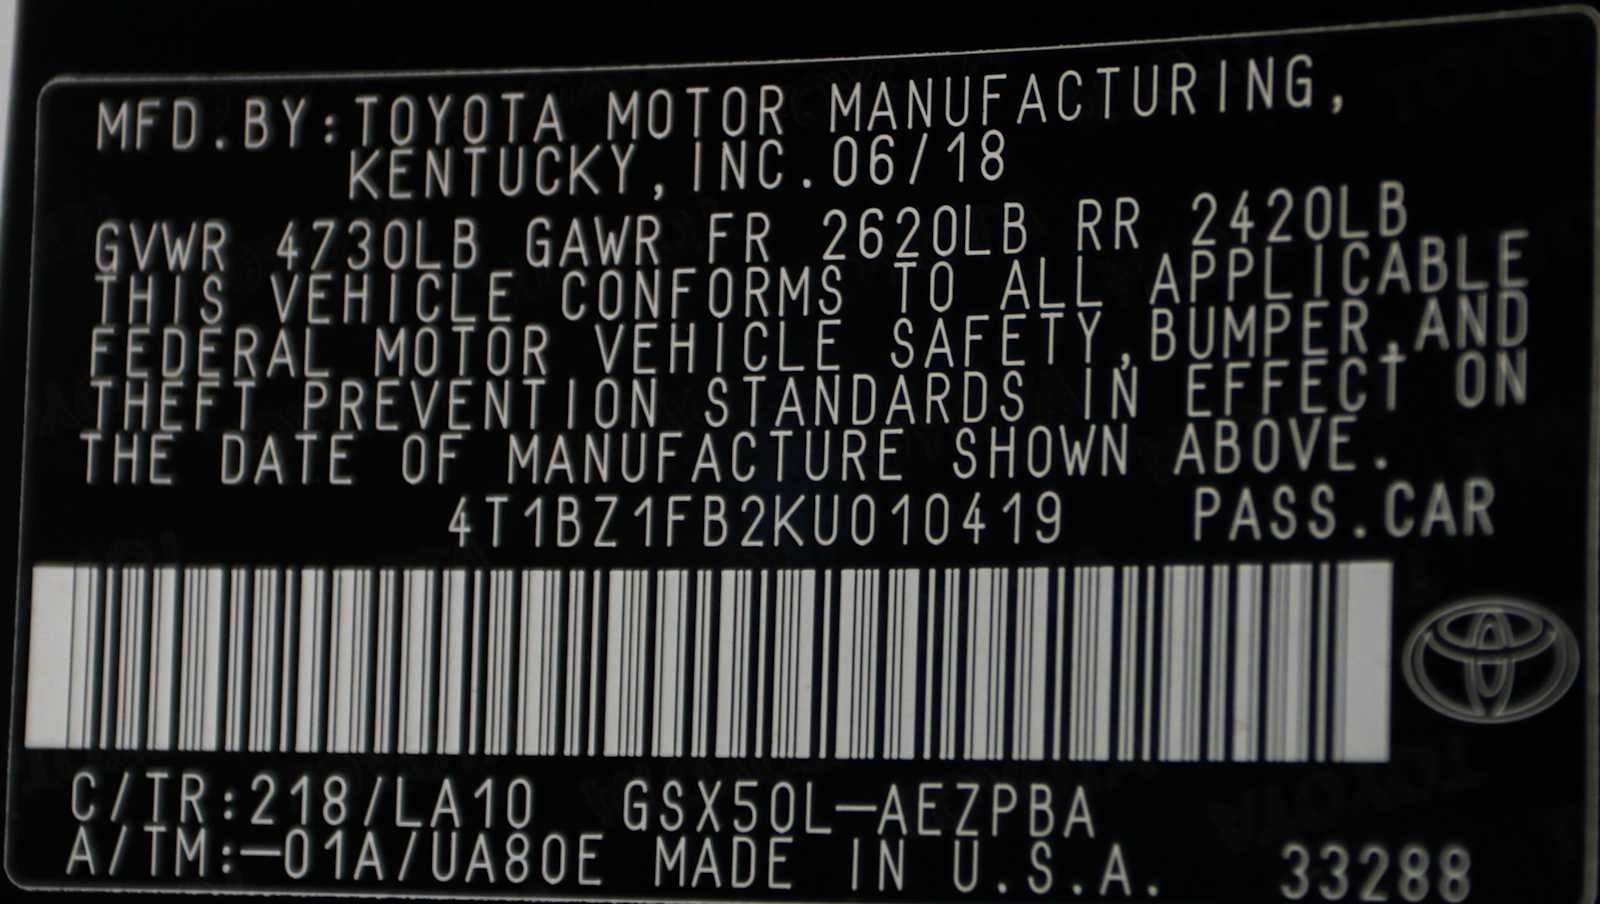 MFD.BY:TOYOTA MOTOR MANUFACTURING,
KENTUCKY,INC.06/18
GVWR 4730LB GAWR FR 2620LB RR 2420LB
THIS VEHICLE CONFORMS TO ALL APPLICABLE
FEDERAL MOTOR VEHICLE SAFETY,BUMPER,AND
THEFT PREVENTION STANDARDS IN EFFECT ON
THE DATE OF MANUFACTURE SHOWN ABOVE.
4T1BZ1FB2KU010419 PASS.CAR
C/TR:218/LA10 GSX50L—AEZPBA
A/TM:—01A/UA80E MADE IN U.S.A. 33288